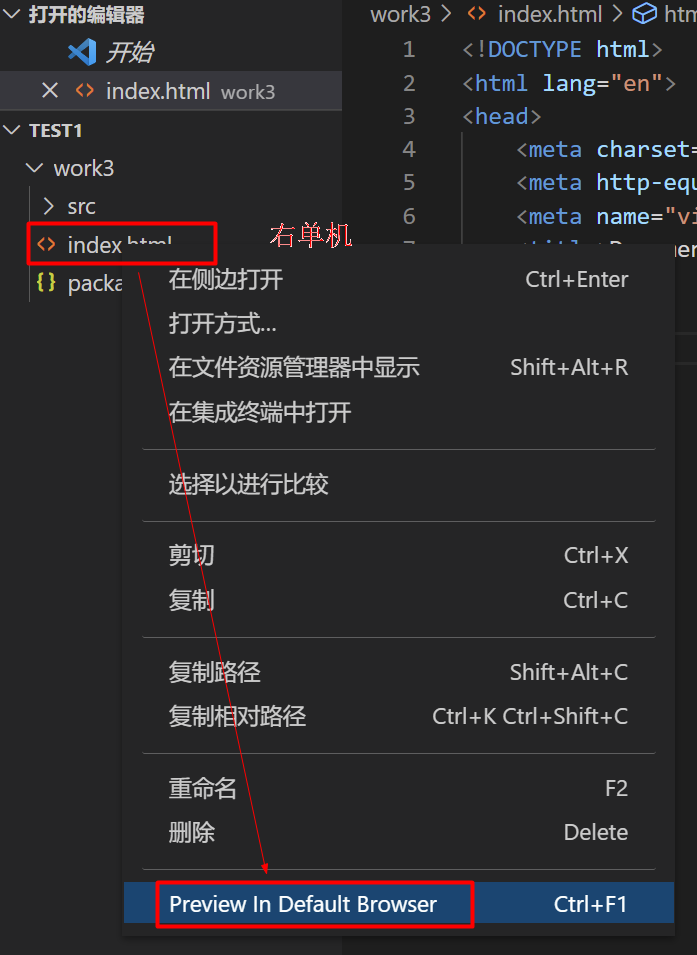 打开的编辑器
开始
index.html work3
TEST1
work3
src
index.html
packa
work3 > index.html > htm
1 <!DOCTYPE html>
2 <html lang="en">
3 <head>
4 <meta charset=
5 <meta http-equ
6 <meta name="vi
右单机
在侧边打开 Ctrl+Enter
打开方式...
在文件资源管理器中显示 Shift+Alt+R
在集成终端中打开
选择以进行比较
剪切 Ctrl+X
复制 Ctrl+C
复制路径 Shift+Alt+C
复制相对路径 Ctrl+K Ctrl+Shift+C
重命名 F2
删除 Delete
Preview In Default Browser Ctrl+F1